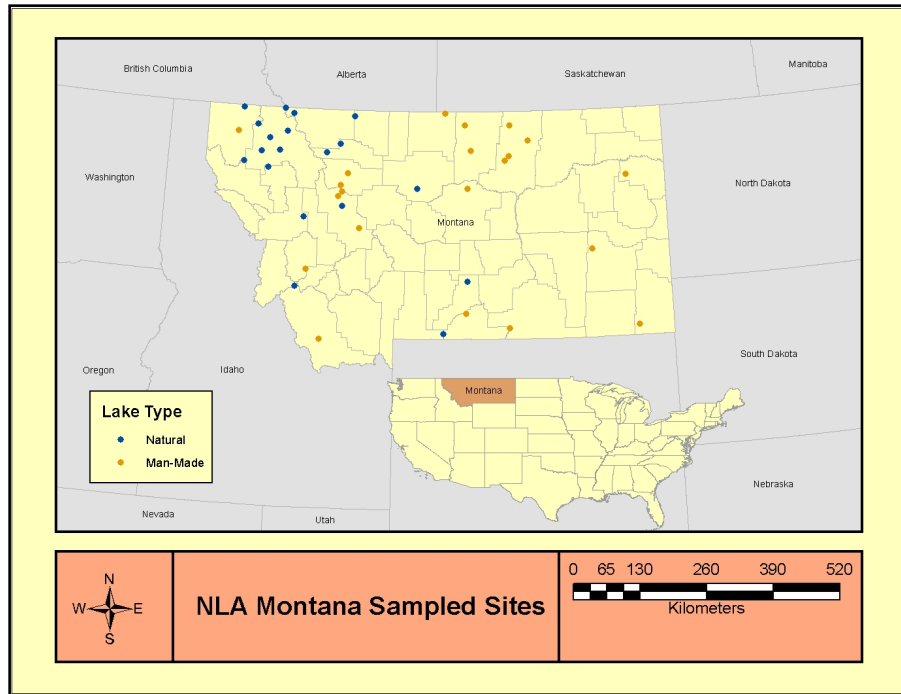 British Columbia
Alberta
Saskatchewan
Manitoba
Washington
Montana
North Dakota
Oregon
Idaho
South Dakota
Montana
Lake Type
Natural
Man-Made
Nebraska
Nevada
Utah
N
W E
S
NLA Montana Sampled Sites
0 65 130 260 390 520
Kilometers